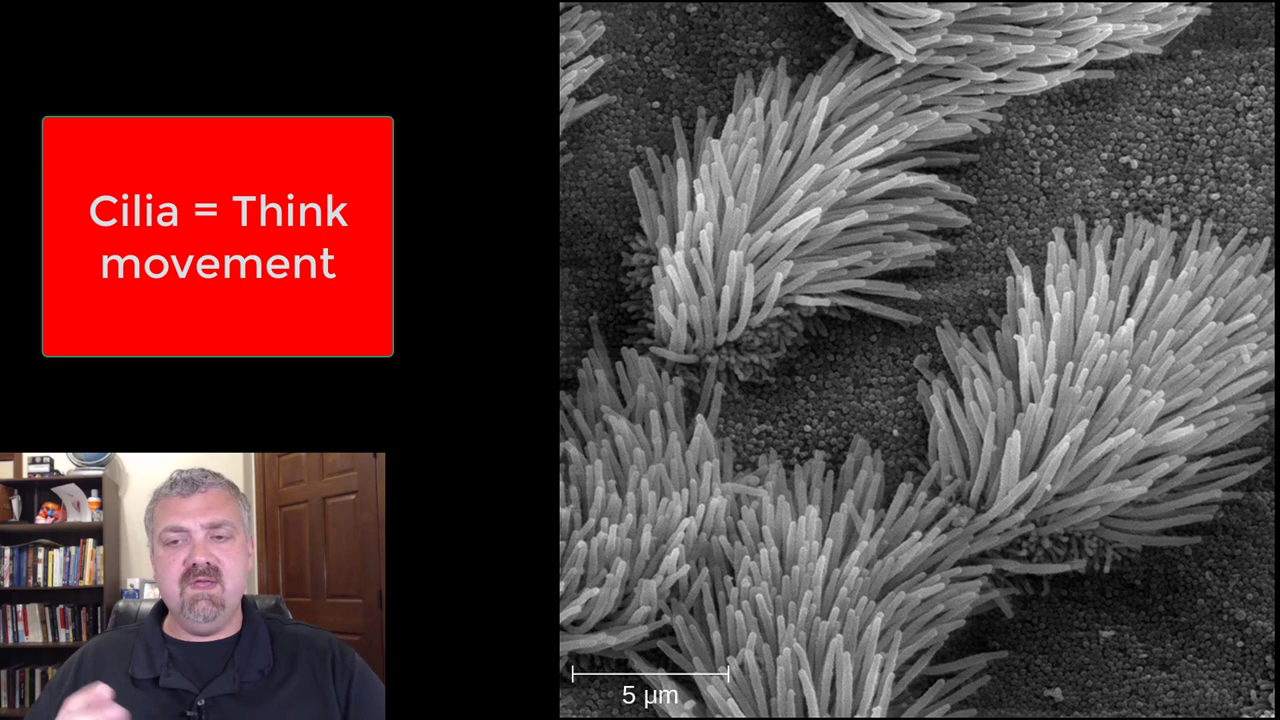 Cilia = Think
movement
5 µm